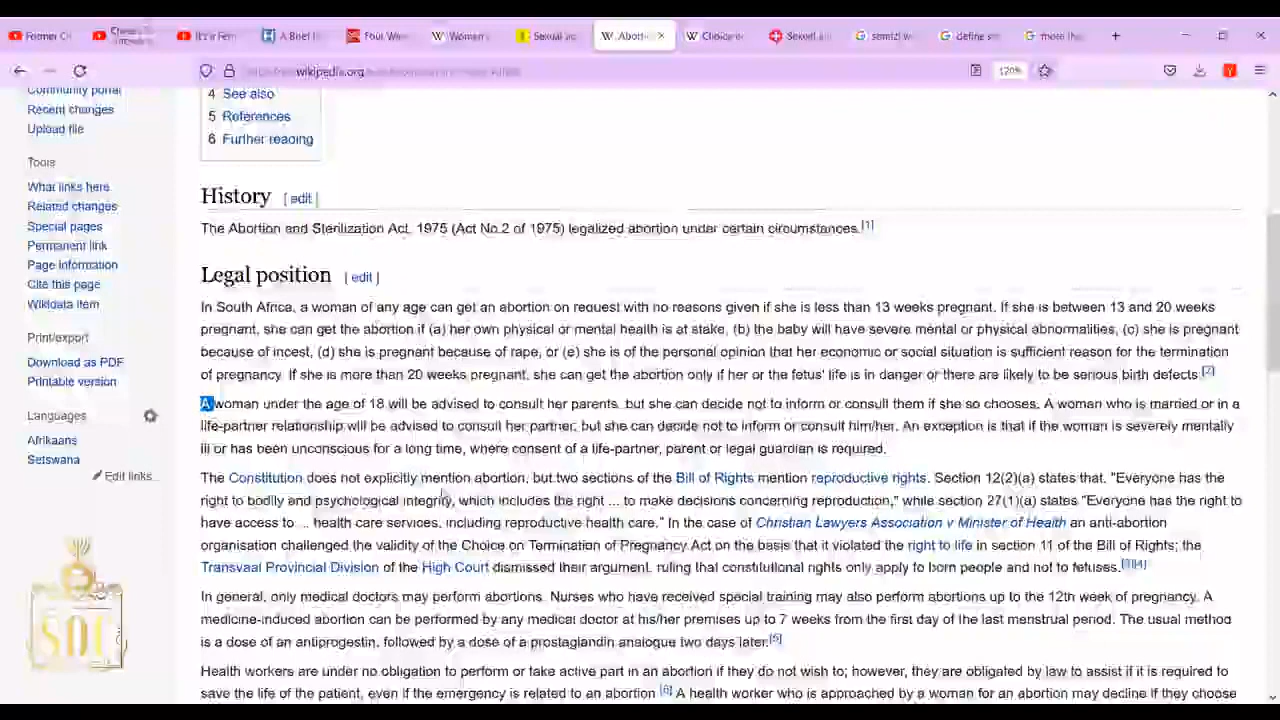 Former C
It's a Fem
A Brief
Four Wa
Women's
Sexual
Aborti
Choice o
Sexual a
define s
more tha
wikipedia.org
120%
Community portal
Recent changes
Upload file
Tools
What links here
Related changes
Special pages
Permanent link
Page information
Cite this page
Wikidata item
Print/export
Download as PDF
Printable version
Languages
Afrikaans
Setswana
Edit links
4 See also
5 References
6 Further reading
History [ edit ]
The Abortion and Sterilization Act, 1975 (Act No.2 of 1975) legalized abortion under certain circumstances.[1]
Legal position [ edit ]
In South Africa, a woman of any age can get an abortion on request with no reasons given if she is less than 13 weeks pregnant. If she is between 13 and 20 weeks
pregnant, she can get the abortion if (a) her own physical or mental health is at stake, (b) the baby will have severe mental or physical abnormalities, (c) she is pregnant
because of incest, (d) she is pregnant because of rape, or (e) she is of the personal opinion that her economic or social situation is sufficient reason for the termination
of pregnancy. If she is more than 20 weeks pregnant, she can get the abortion only if her or the fetus' life is in danger or there are likely to be serious birth defects.[2]
A woman under the age of 18 will be advised to consult her parents, but she can decide not to inform or consult them if she so chooses. A woman who is married or in a
life-partner relationship will be advised to consult her partner, but she can decide not to inform or consult him/her. An exception is that if the woman is severely mentally
ill or has been unconscious for a long time, where consent of a life-partner, parent or legal guardian is required.
The Constitution does not explicitly mention abortion, but two sections of the Bill of Rights mention reproductive rights. Section 12(2)(a) states that, "Everyone has the
right to bodily and psychological integrity, which includes the right ... to make decisions concerning reproduction," while section 27(1)(a) states "Everyone has the right to
have access to ... health care services, including reproductive health care." In the case of Christian Lawyers Association v Minister of Health an anti-abortion
organisation challenged the validity of the Choice on Termination of Pregnancy Act on the basis that it violated the right to life in section 11 of the Bill of Rights; the
Transvaal Provincial Division of the High Court dismissed their argument, ruling that constitutional rights only apply to born people and not to fetuses.[3][4]
In general, only medical doctors may perform abortions. Nurses who have received special training may also perform abortions up to the 12th week of pregnancy. A
medicine-induced abortion can be performed by any medical doctor at his/her premises up to 7 weeks from the first day of the last menstrual period. The usual method
is a dose of an antiprogestin, followed by a dose of a prostaglandin analogue two days later.[5]
Health workers are under no obligation to perform or take active part in an abortion if they do not wish to; however, they are obligated by law to assist if it is required to
save the life of the patient, even if the emergency is related to an abortion.[6] A health worker who is approached by a woman for an abortion may decline if they choose